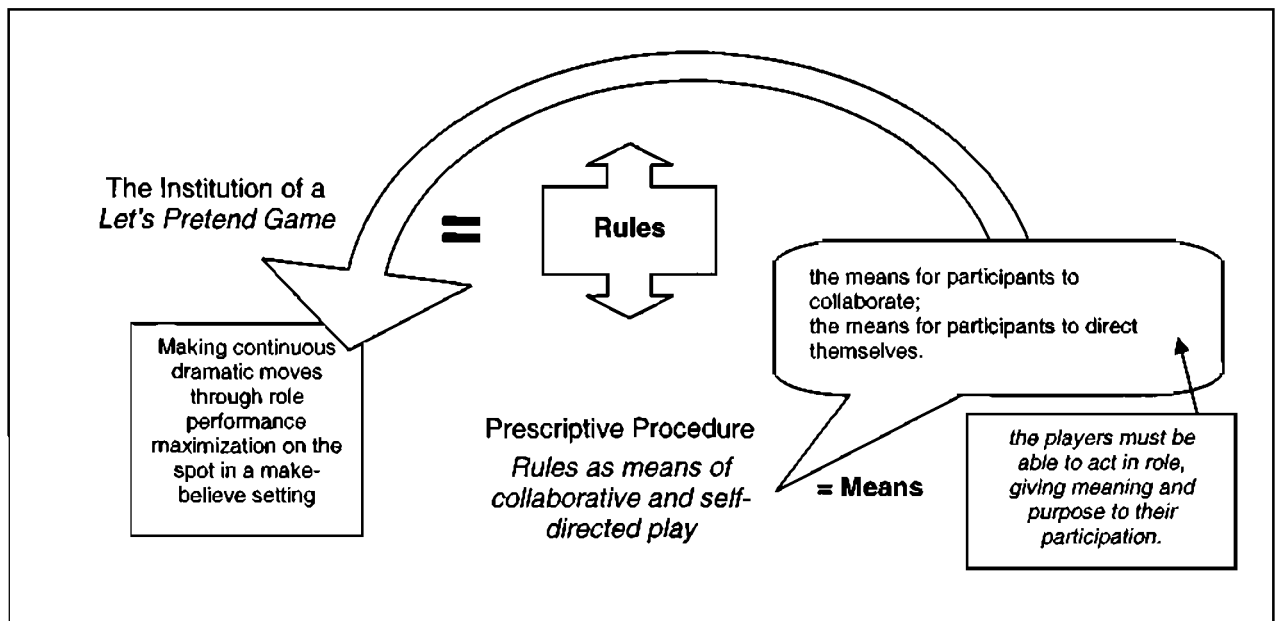 The Institution of a
Let's Pretend Game
=
Rules
the means for participants to
collaborate;
the means for participants to direct
themselves.
Making continuous
dramatic moves
through role
performance
maximization on the
spot in a make-
believe setting
Prescriptive Procedure
Rules as means of
collaborative and self-
directed play
= Means
the players must be
able to act in role,
giving meaning and
purpose to their
participation.